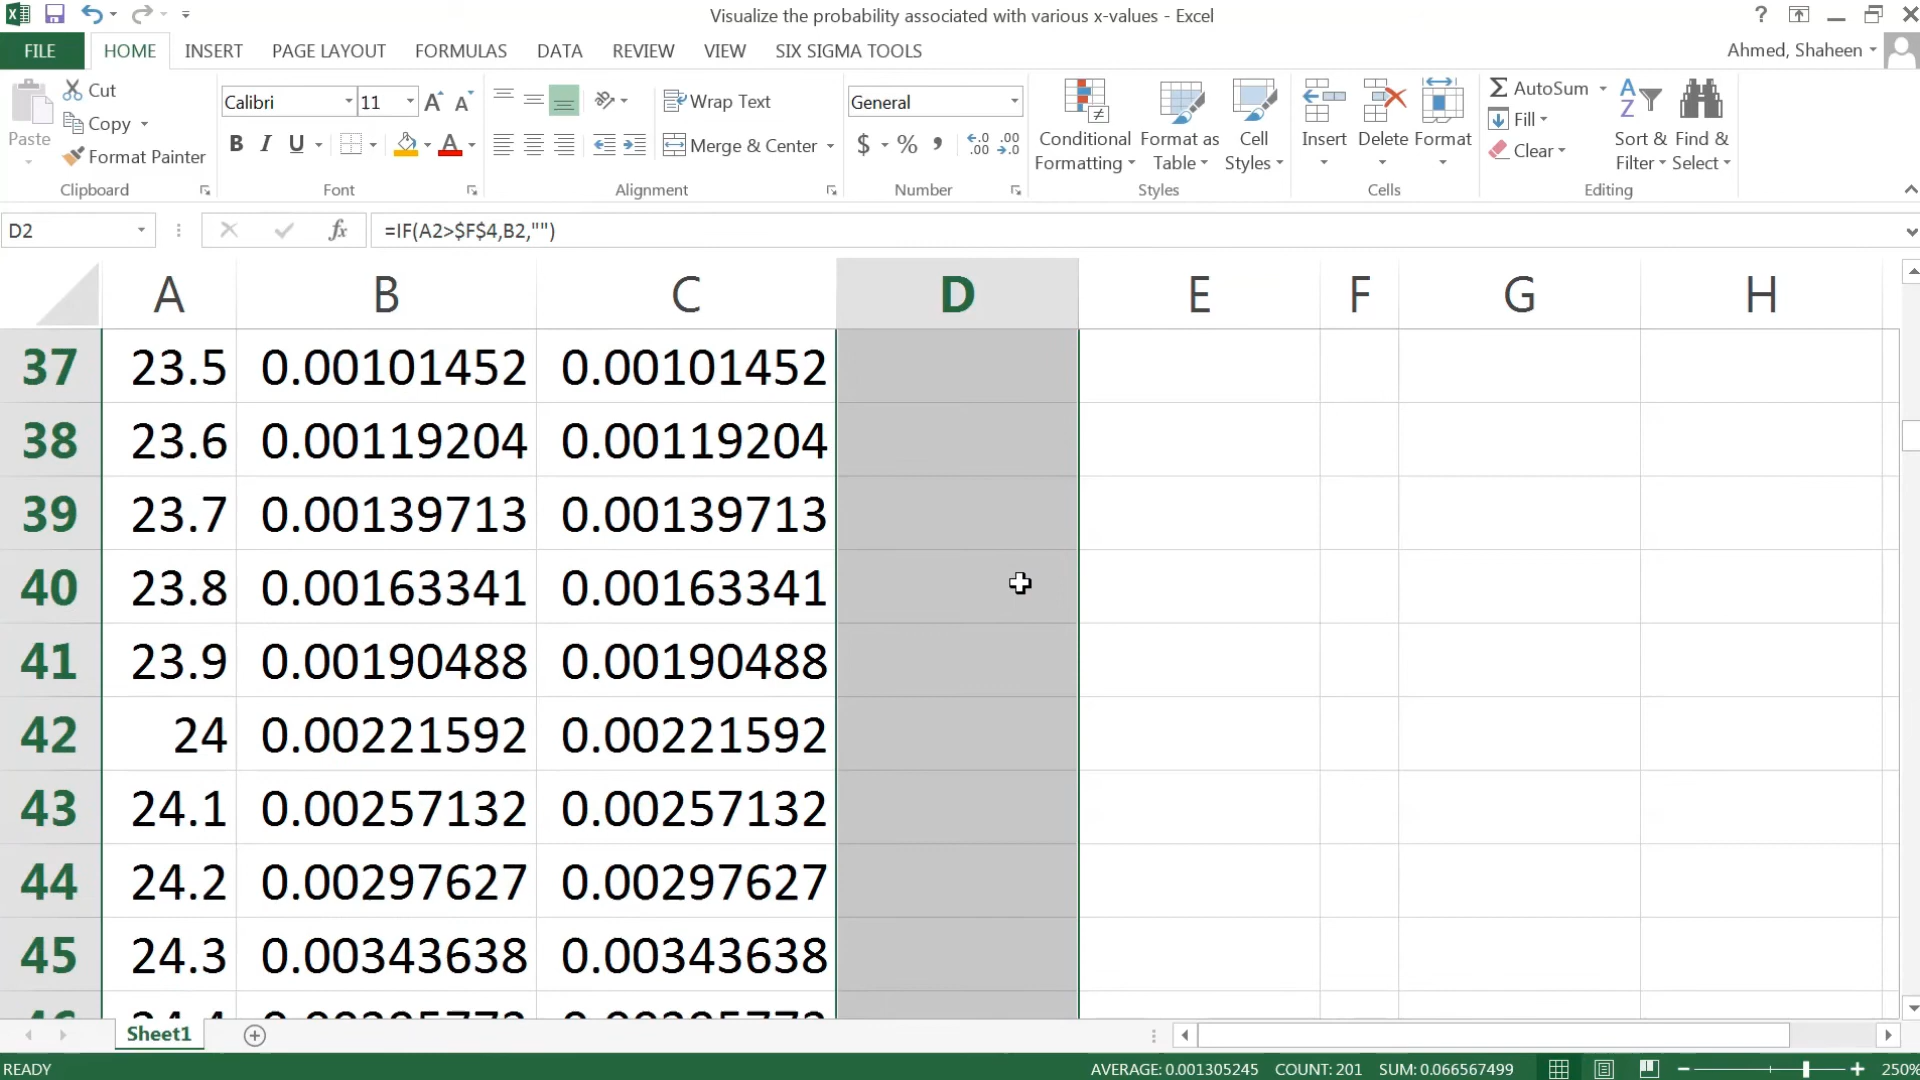 Visualize the probability associated with various x-values - Excel
?
FILE HOME INSERT PAGE LAYOUT FORMULAS DATA REVIEW VIEW SIX SIGMA TOOLS Ahmed, Shaheen
Paste
Cut
Copy
Format Painter
Clipboard
Calibri 11 A A
B I U A
Font
Wrap Text
Merge & Center
Alignment
General
$ % , .0 .00 .00 .0
Number
Conditional Formatting
Format as Table
Cell Styles
Styles
Insert Delete Format
Cells
Σ AutoSum
Fill
Clear
A Z Sort & Filter
Find & Select
Editing
D2 fx =IF(A2>$F$4,B2,"")
A B C D E F G H
37 23.5 0.00101452 0.00101452
38 23.6 0.00119204 0.00119204
39 23.7 0.00139713 0.00139713
40 23.8 0.00163341 0.00163341
41 23.9 0.00190488 0.00190488
42 24 0.00221592 0.00221592
43 24.1 0.00257132 0.00257132
44 24.2 0.00297627 0.00297627
45 24.3 0.00343638 0.00343638
Sheet1
READY AVERAGE: 0.001305245 COUNT: 201 SUM: 0.066567499 250%